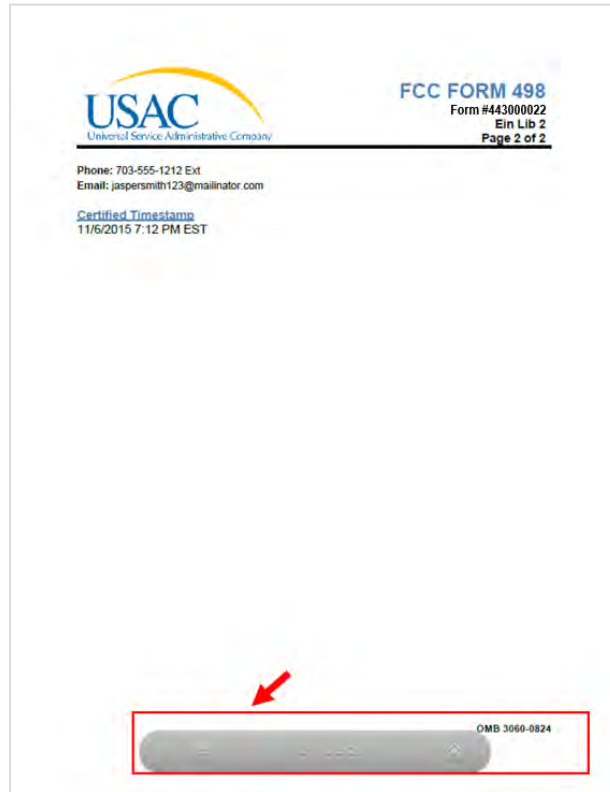 USAC
Universal Service Administrative Company
FCC FORM 498
Form #443000022
Ein Lib 2
Page 2 of 2
Phone: 703-555-1212 Ext
Email: jaspersmith123@mailinator.com
Certified Timestamp
11/6/2015 7:12 PM EST
OMB 3060-0824